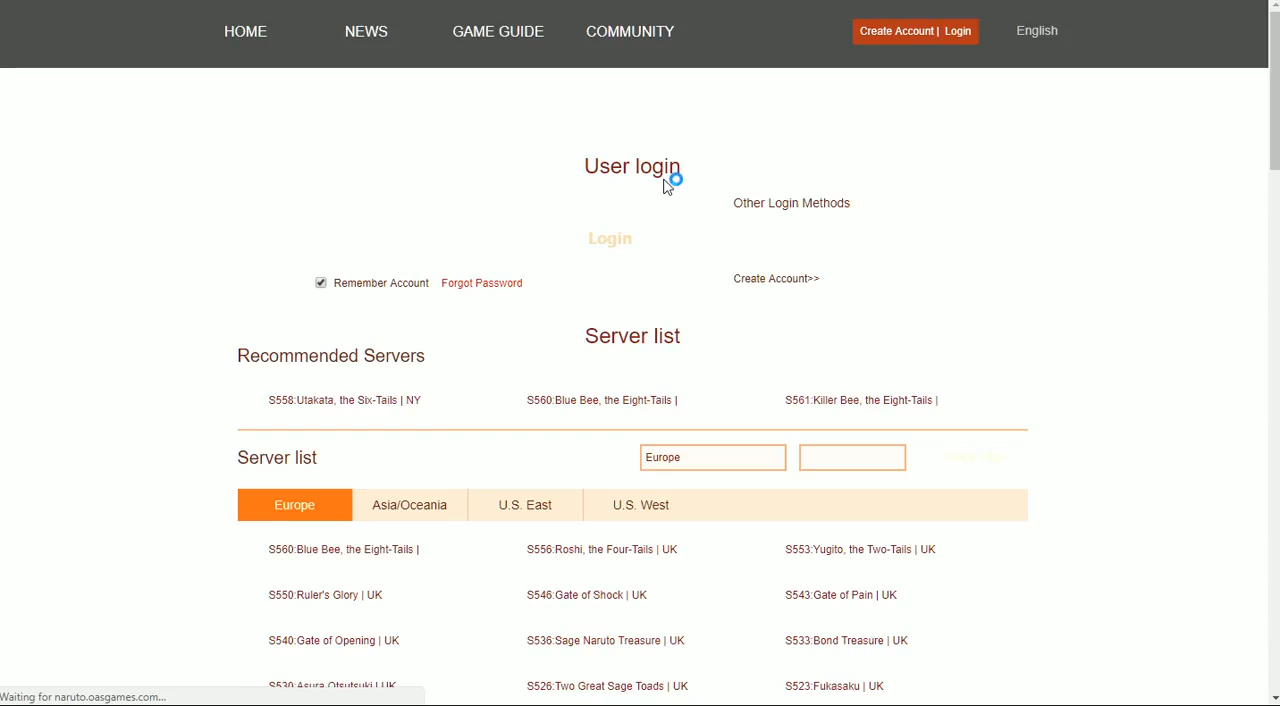 HOME NEWS GAME GUIDE COMMUNITY Create Account | Login English
User login
Other Login Methods
Login
Remember Account Forgot Password
Create Account>>
Server list
Recommended Servers
S558:Utakata, the Six-Tails | NY S560:Blue Bee, the Eight-Tails | S561:Killer Bee, the Eight-Tails |
Server list Europe
Europe Asia/Oceania U.S. East U.S. West
S560:Blue Bee, the Eight-Tails | S556:Roshi, the Four-Tails | UK S553:Yugito, the Two-Tails | UK
S550:Ruler's Glory | UK S546:Gate of Shock | UK S543:Gate of Pain | UK
S540:Gate of Opening | UK S536:Sage Naruto Treasure | UK S533:Bond Treasure | UK
S530:Asura Otsutsuki | UK S526:Two Great Sage Toads | UK S523:Fukasaku | UK
Waiting for naruto.oasgames.com...